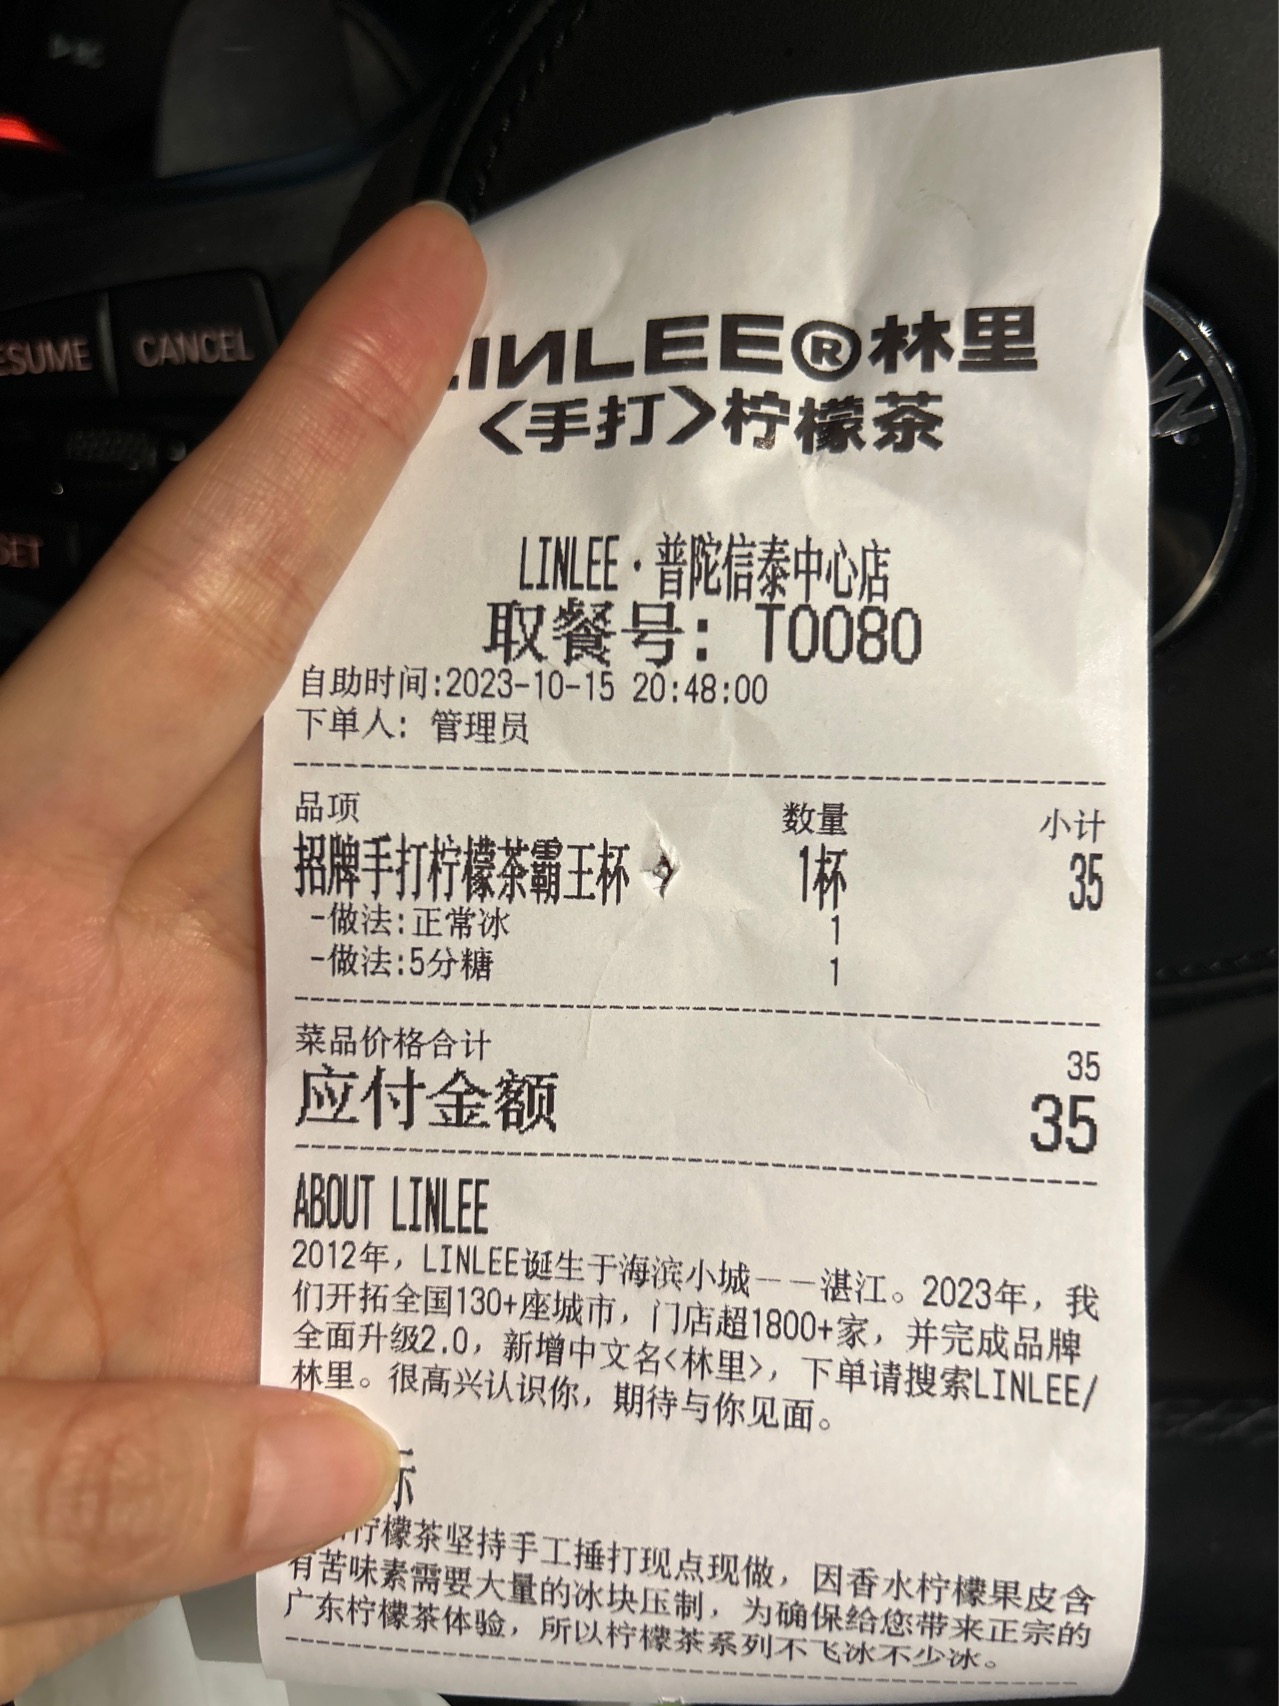 CANCEL
LINLEE®林里
<手打>柠檬茶
LINLEE·普陀信泰中心店
取餐号: T0080
自助时间:2023-10-15 20:48:00
下单人: 管理员
品项 数量 小计
招牌手打柠檬茶霸王杯 1杯 35
-做法:正常冰 1
-做法:5分糖 1
菜品价格合计 35
应付金额 35
ABOUT LINLEE
2012年，LINLEE诞生于海滨小城——湛江。2023年，我
们开拓全国130+座城市，门店超1800+家，并完成品牌
全面升级2.0，新增中文名<林里>，下单请搜索LINLEE/
林里。很高兴认识你，期待与你见面。
柠檬茶坚持手工捶打现点现做，因香水柠檬果皮含
有苦味素需要大量的冰块压制，为确保给您带来正宗的
广东柠檬茶体验，所以柠檬茶系列不飞冰不少冰。